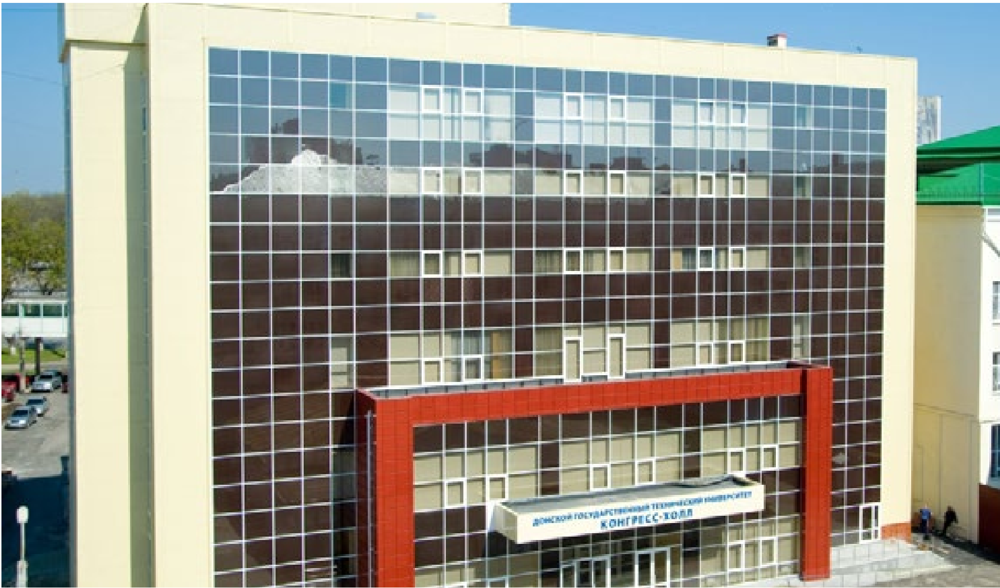 ДОНСКОЙ ГОСУДАРСТВЕННЫЙ ТЕХНИЧЕСКИЙ УНИВЕРСИТЕТ
КОНГРЕСС-ХОЛЛ